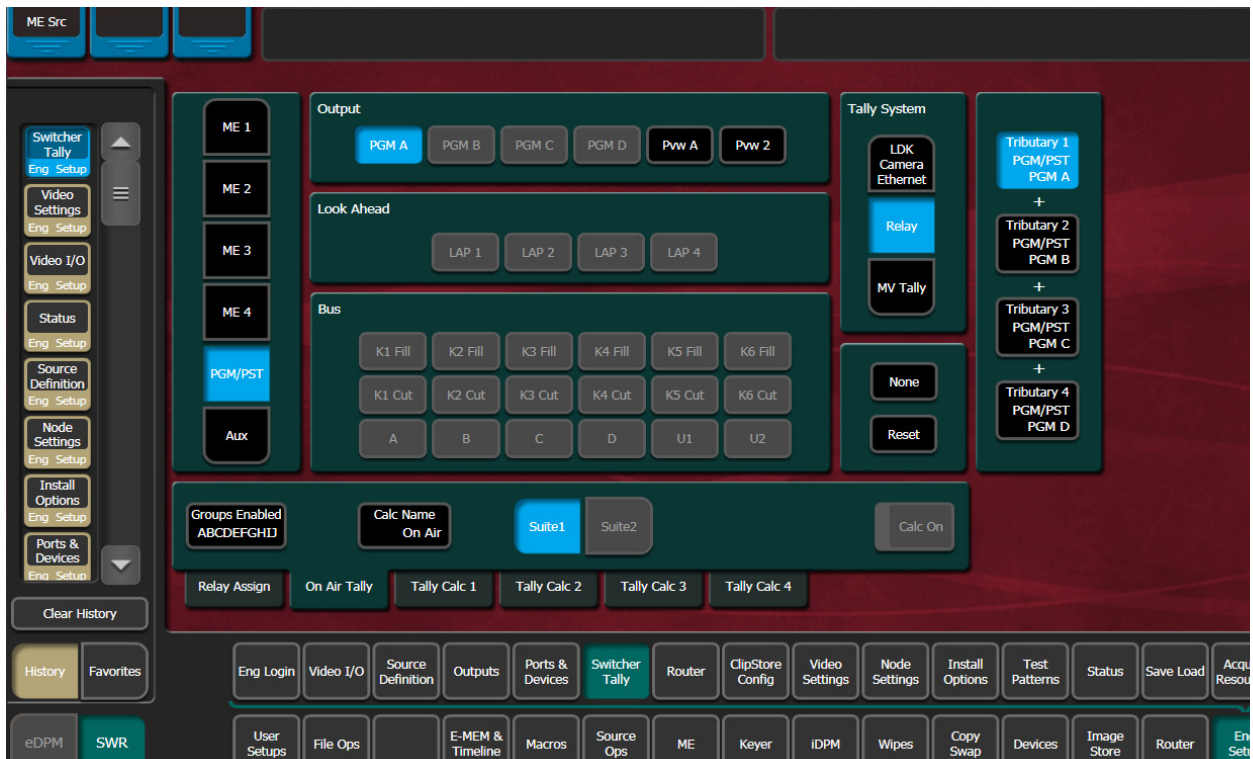 ME Src
Switcher
Tally
Eng Setup
Video
Settings
Eng Setup
Video I/O
Eng Setup
Status
Eng Setup
Source
Definition
Eng Setup
Node
Settings
Eng Setup
Install
Options
Eng Setup
Ports &
Devices
Eng Setup
Clear History
History
Favorites
eDPM
SWR
ME 1
ME 2
ME 3
ME 4
PGM/PST
Aux
Output
PGM A
PGM B
PGM C
PGM D
Pvw A
Pvw 2
Look Ahead
LAP 1
LAP 2
LAP 3
LAP 4
Bus
K1 Fill
K2 Fill
K3 Fill
K4 Fill
K5 Fill
K6 Fill
K1 Cut
K2 Cut
K3 Cut
K4 Cut
K5 Cut
K6 Cut
A
B
C
D
U1
U2
Tally System
LDK
Camera
Ethernet
Relay
MV Tally
None
Reset
Tributary 1
PGM/PST
PGM A
+
Tributary 2
PGM/PST
PGM B
+
Tributary 3
PGM/PST
PGM C
+
Tributary 4
PGM/PST
PGM D
Groups Enabled
ABCDEFGHIJ
Calc Name
On Air
Suite1
Suite2
Calc On
Relay Assign
On Air Tally
Tally Calc 1
Tally Calc 2
Tally Calc 3
Tally Calc 4
Eng Login
Video I/O
Source
Definition
Outputs
Ports &
Devices
Switcher
Tally
Router
ClipStore
Config
Video
Settings
Node
Settings
Install
Options
Test
Patterns
Status
Save Load
Acqu
Resou
User
Setups
File Ops
E-MEM &
Timeline
Macros
Source
Ops
ME
Keyer
iDPM
Wipes
Copy
Swap
Devices
Image
Store
Router
En
Setu